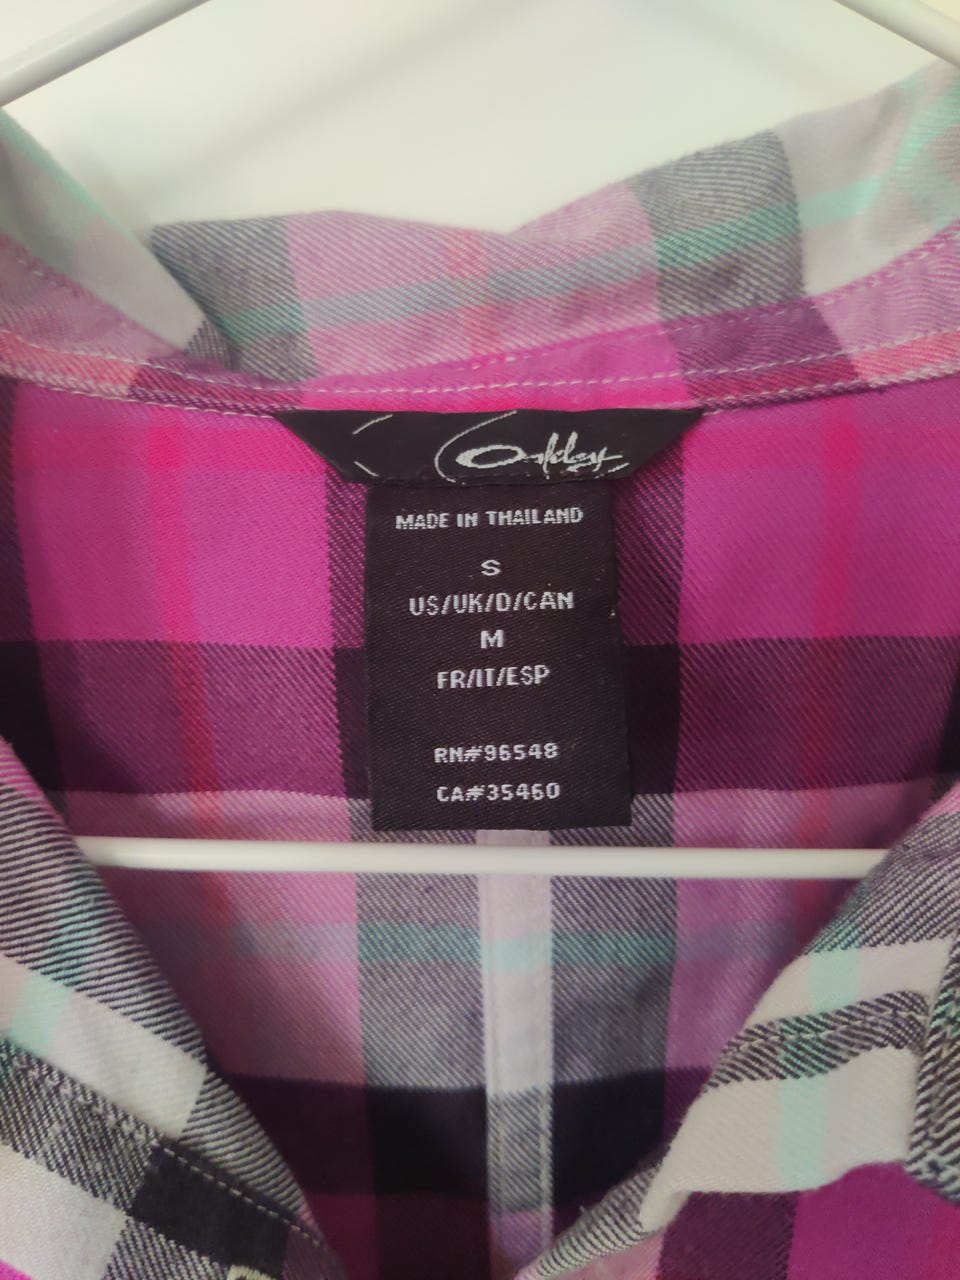 Oakley
MADE IN THAILAND
S
US/UK/D/CAN
M
FR/IT/ESP
RN#96548
CA#35460